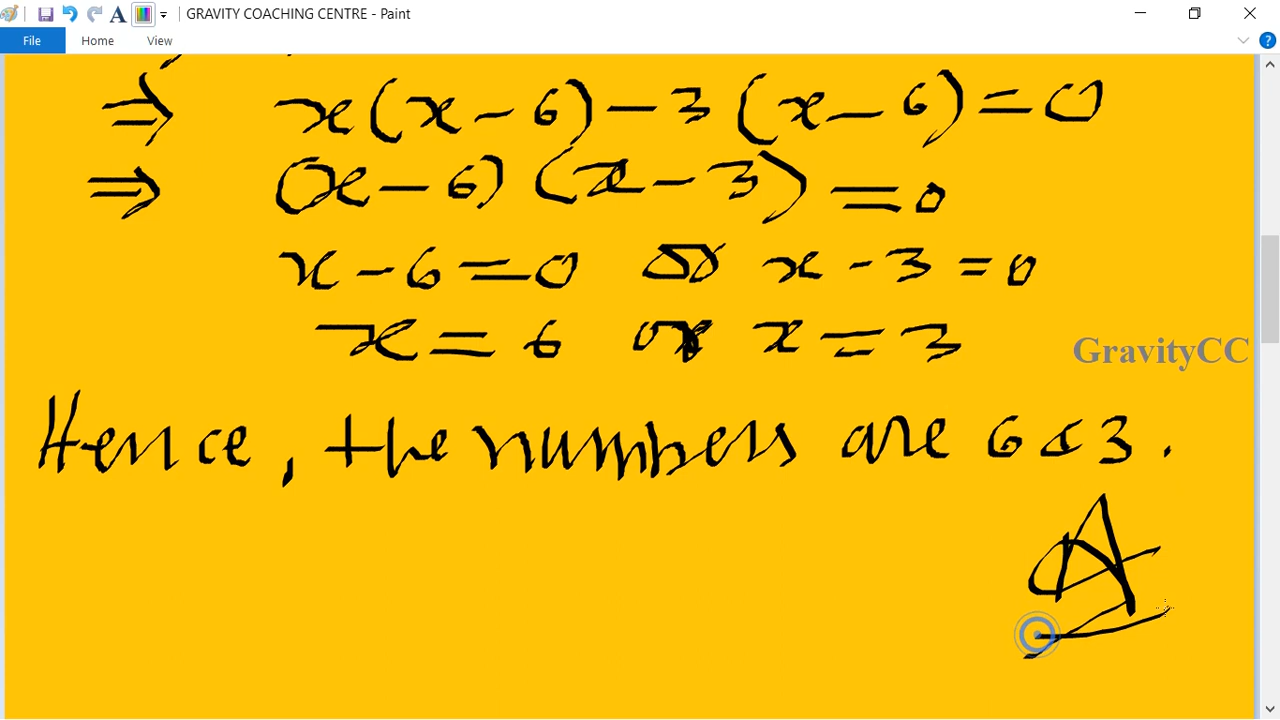 GRAVITY COACHING CENTRE - Paint
File Home View
⇒ x(x-6)-3(x-6)=0
⇒ (x-6)(x-3)=0
x-6=0 or x-3=0
x=6 or x=3
GravityCC
Hence, the numbers are 6 & 3.